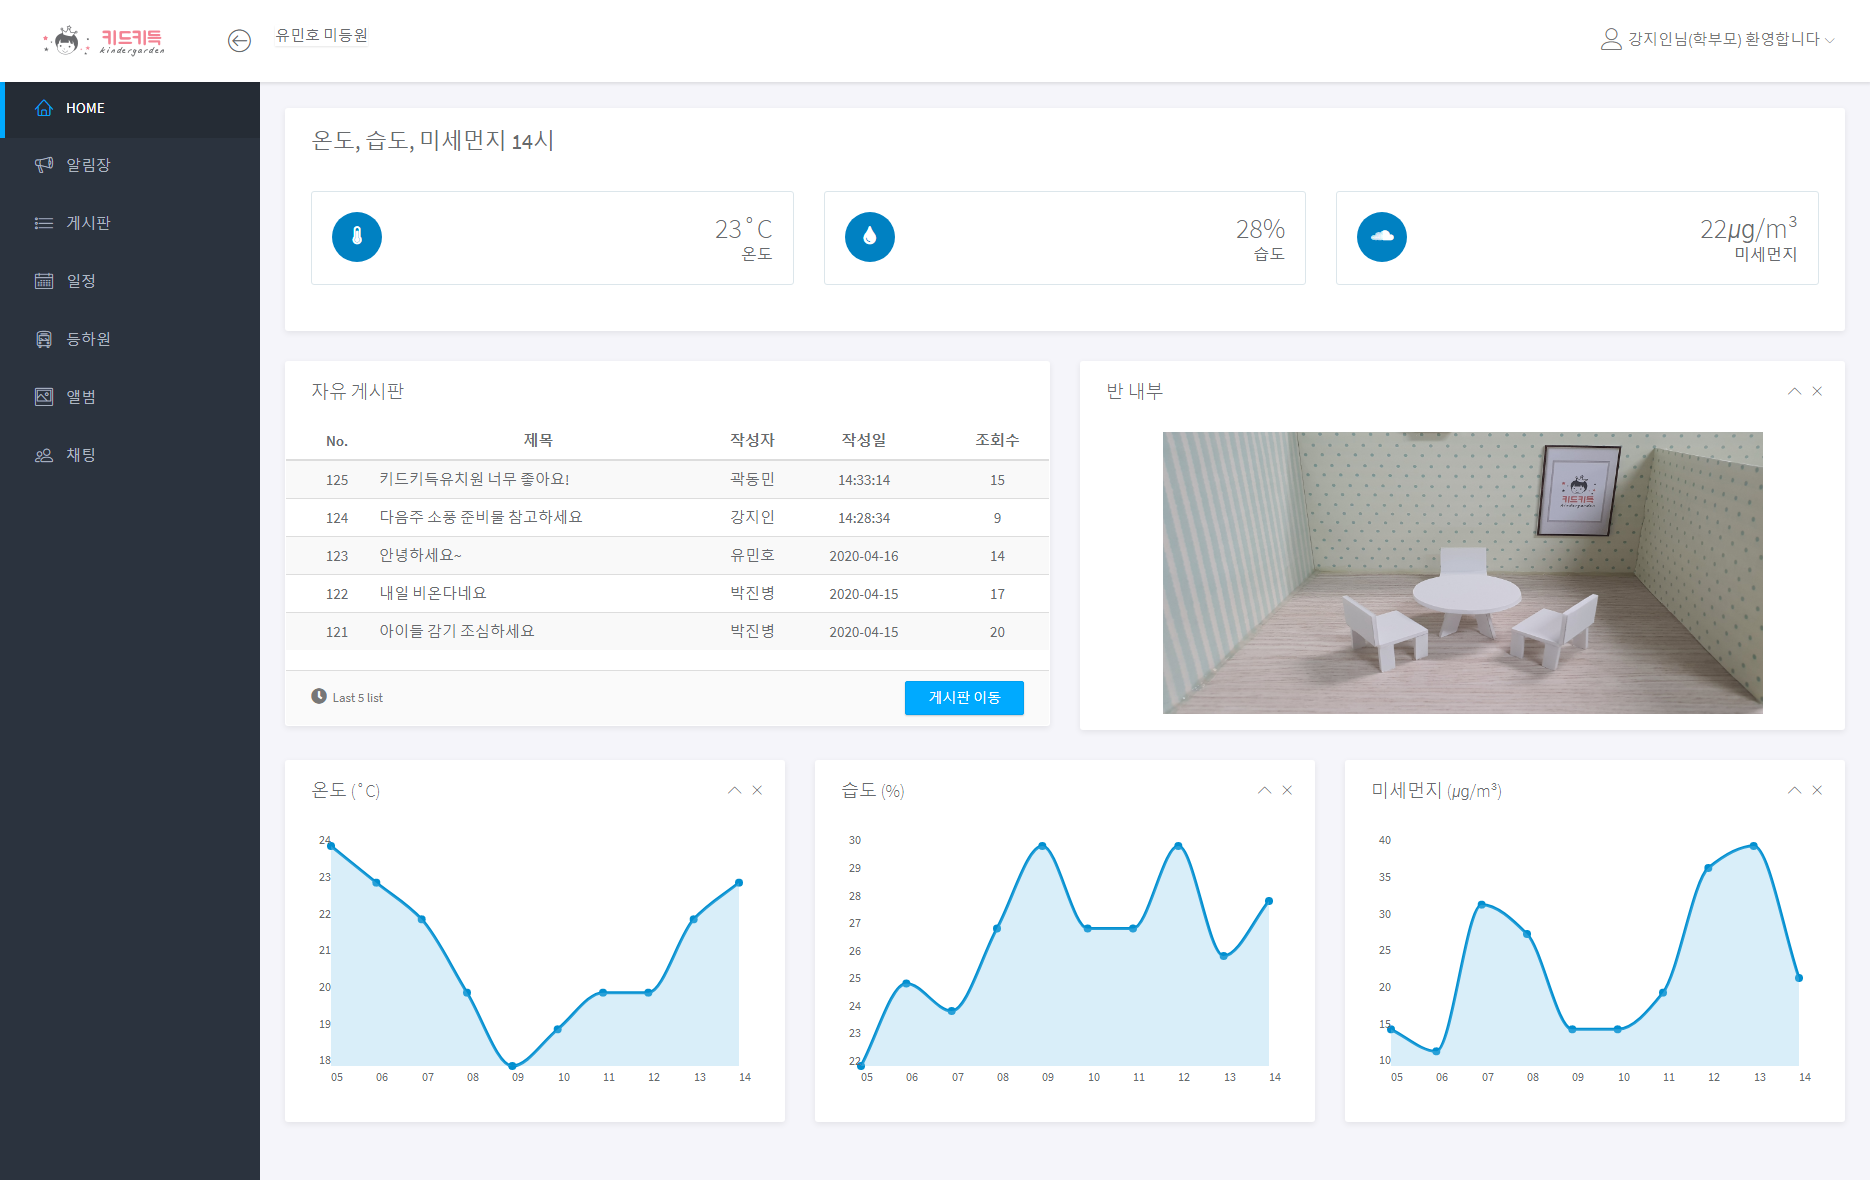 키드키득
kindergarden
유민호 미등원
강지인님(학부모) 환영합니다
HOME
알림장
게시판
일정
등하원
앨범
채팅
온도, 습도, 미세먼지 14시
23˚C
온도
28%
습도
22μg/m³
미세먼지
자유 게시판
No. 제목 작성자 작성일 조회수
125 키드키득유치원 너무 좋아요! 곽동민 14:33:14 15
124 다음주 소풍 준비물 참고하세요 강지인 14:28:34 9
123 안녕하세요~ 유민호 2020-04-16 14
122 내일 비온다네요 박진병 2020-04-15 17
121 아이들 감기 조심하세요 박진병 2020-04-15 20
Last 5 list
게시판 이동
반 내부
키드키득
kindergarden
온도 (˚C)
24
23
22
21
20
19
18
05 06 07 08 09 10 11 12 13 14
습도 (%)
30
29
28
27
26
25
24
23
22
05 06 07 08 09 10 11 12 13 14
미세먼지 (μg/m³)
40
35
30
25
20
15
10
05 06 07 08 09 10 11 12 13 14